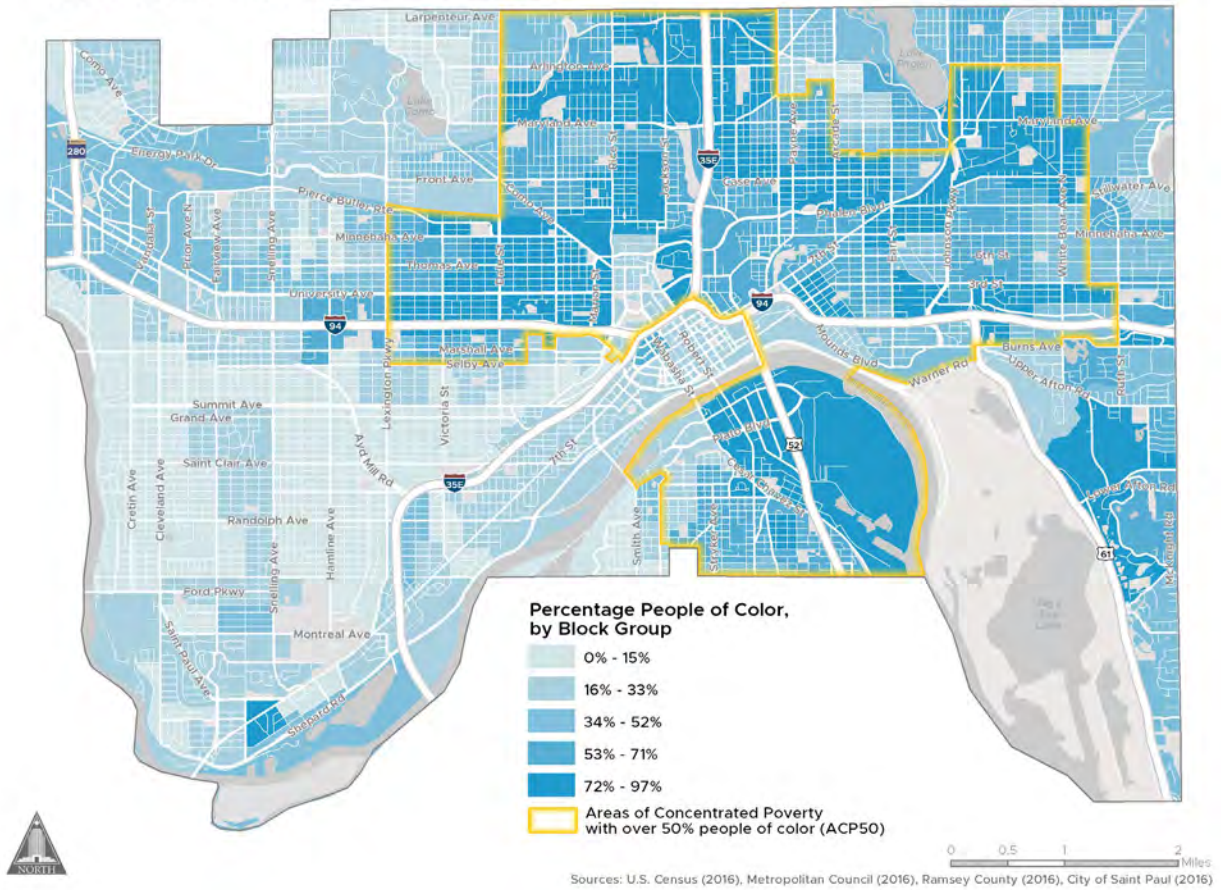 Larpenteur Ave
Como Ave
Arlington Ave
Lake Phalen
Lake Como
Maryland Ave
Maryland Ave
280
Energy Park Dr
Rice St
Jackson St
35E
Payne Ave
Arcade St
Front Ave
Case Ave
Stillwater Ave
Pierce Butler Rte
Como Ave
Phalen Blvd
Johnson Pkwy
White Bear Ave N
Vandalia St
Prior Ave N
Fairview Ave
Snelling Ave
Minnehaha Ave
Minnehaha Ave
Thomas Ave
Dale St
7th St
Earl St
6th St
University Ave
Marion St
3rd St
94
94
Marshall Ave
Selby Ave
Robert St
Wabasha St
Mounds Blvd
Burns Ave
Warner Rd
Upper Afton Rd
Ruth St
Lexington Pkwy
Victoria St
Summit Ave
Grand Ave
Ayd Mill Rd
7th St
Plato Blvd
52
Cretin Ave
Cleveland Ave
Saint Clair Ave
35E
Cesar Chavez St
Lower Afton Rd
Randolph Ave
Hamline Ave
Smith Ave
Stryker Ave
McKnight Rd
61
Snelling Ave
Ford Pkwy
Saint Paul Ave
Montreal Ave
Shepard Rd
Percentage People of Color,
by Block Group
0% - 15%
16% - 33%
34% - 52%
53% - 71%
72% - 97%
Areas of Concentrated Poverty
with over 50% people of color (ACP50)
NORTH
0 0.5 1 2
Miles
Sources: U.S. Census (2016), Metropolitan Council (2016), Ramsey County (2016), City of Saint Paul (2016)